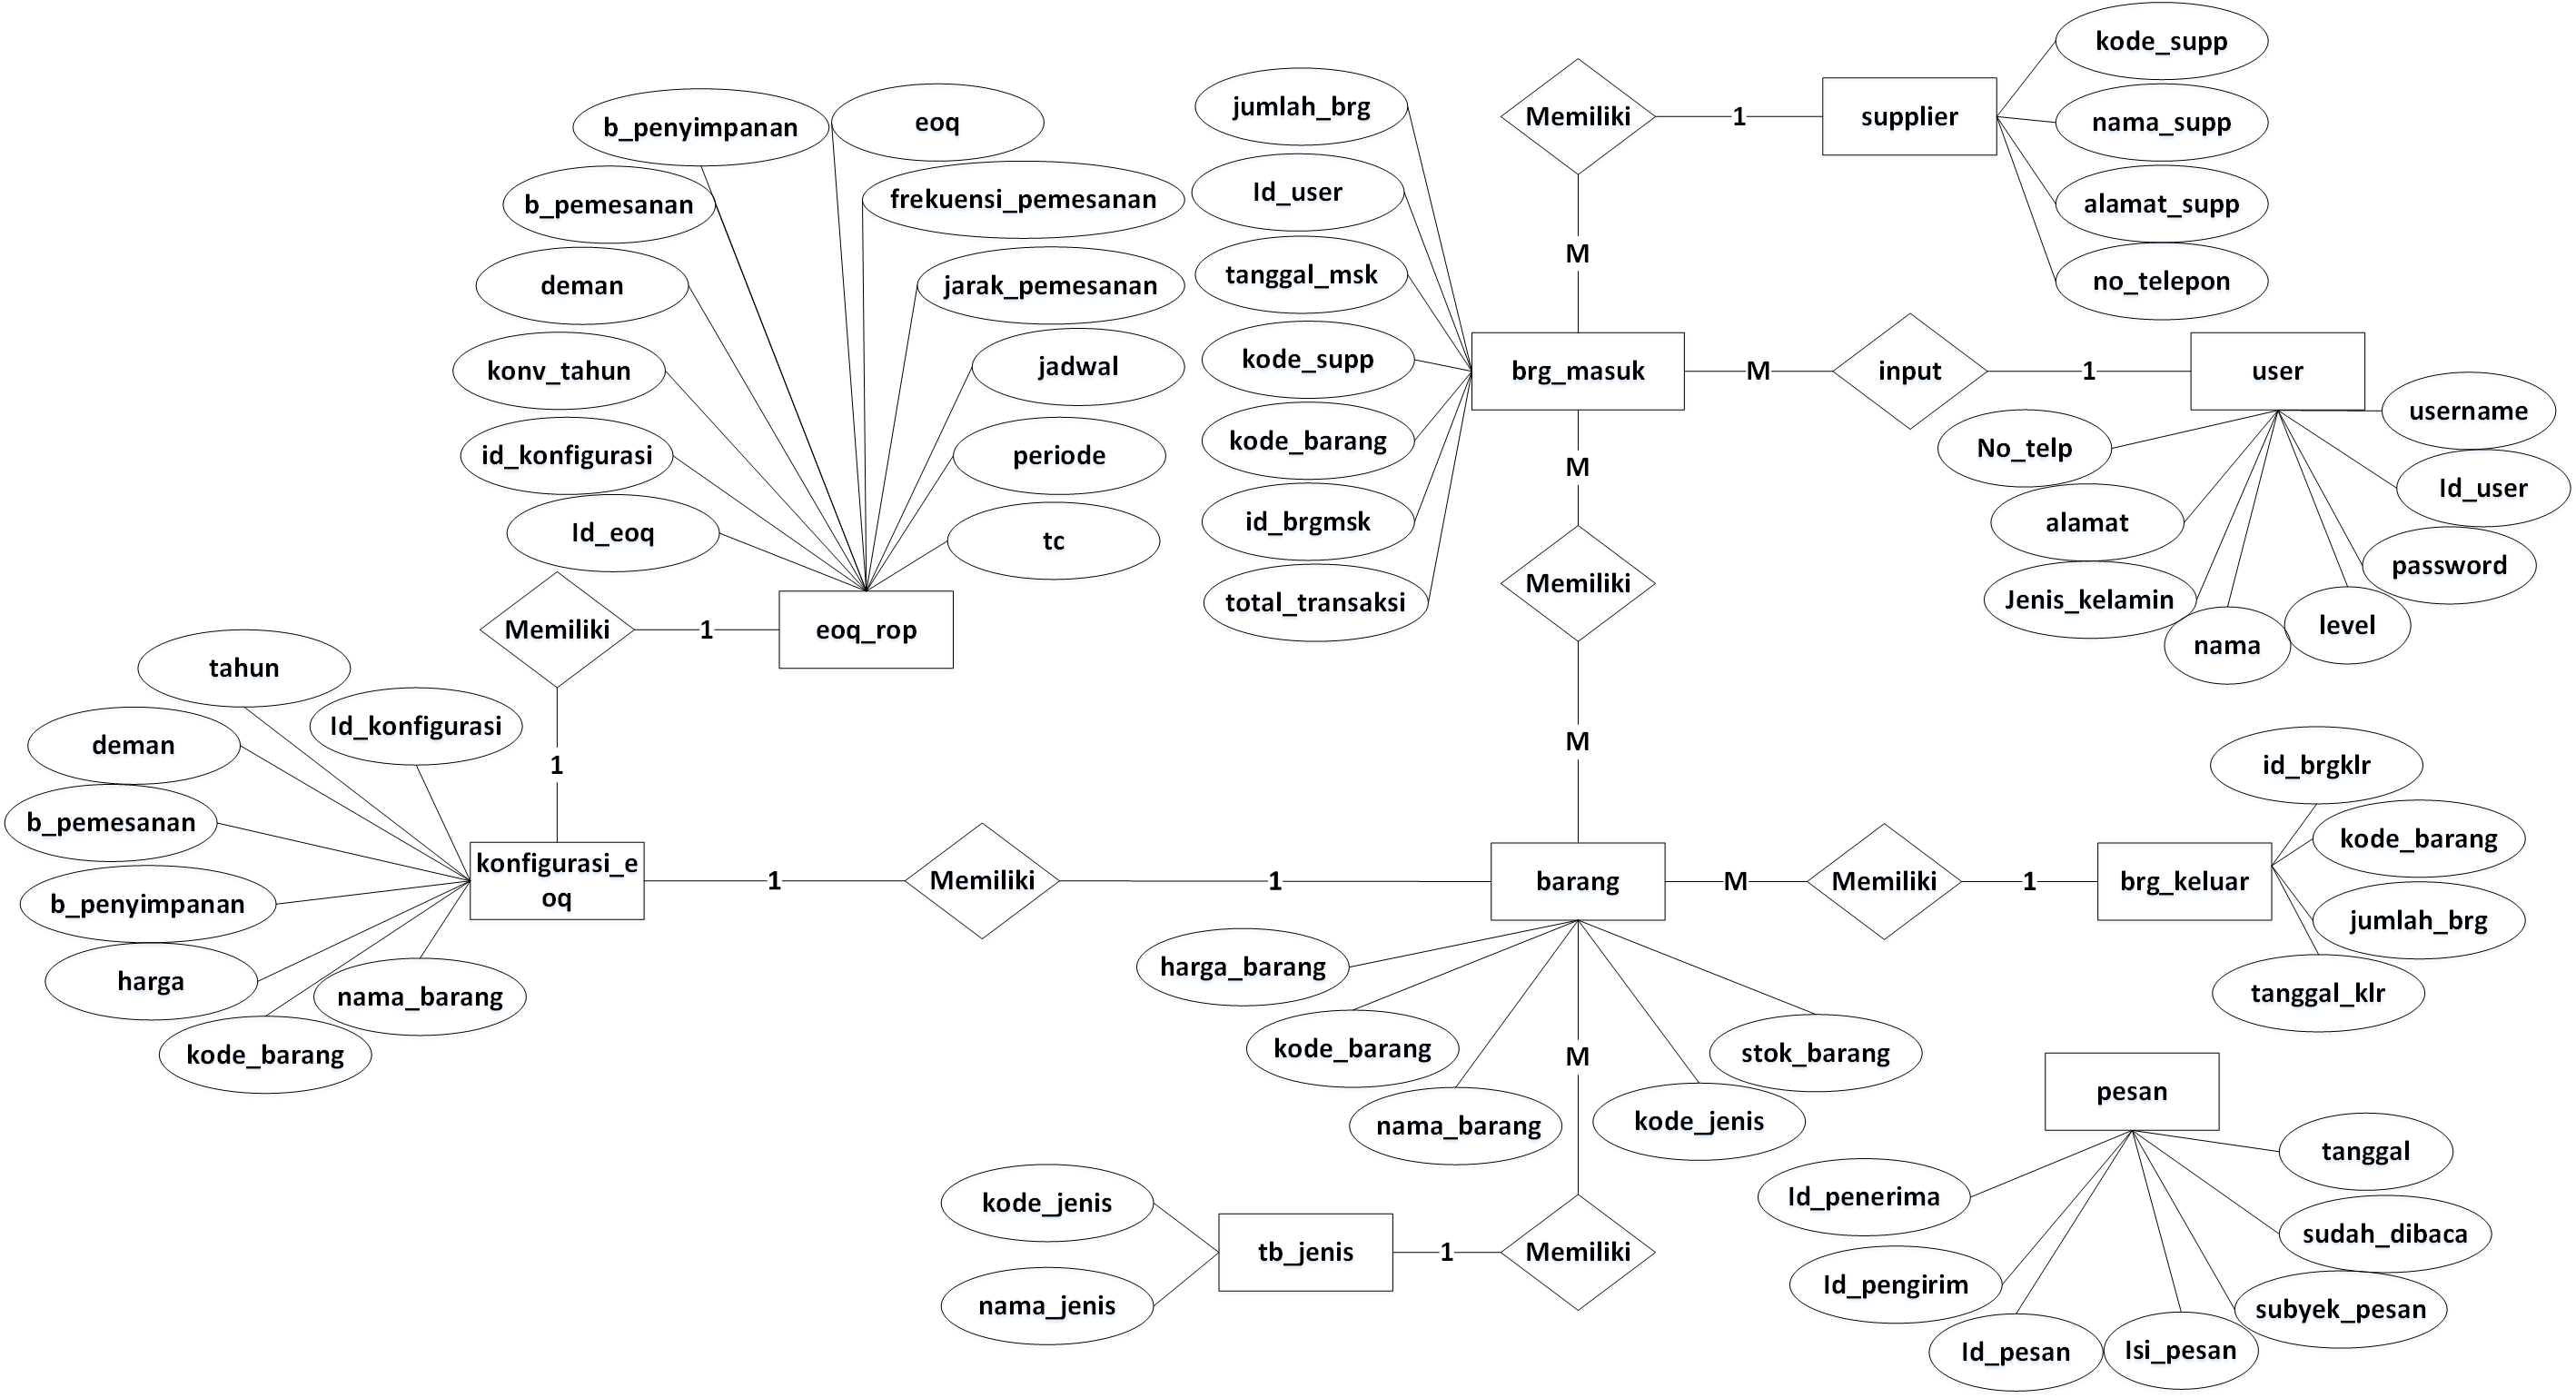 kode_supp
nama_supp
alamat_supp
no_telepon
supplier
1
Memiliki
M
jumlah_brg
Id_user
tanggal_msk
kode_supp
kode_barang
id_brgmsk
total_transaksi
brg_masuk
M
input
1
user
username
Id_user
password
level
nama
Jenis_kelamin
alamat
No_telp
M
Memiliki
M
b_penyimpanan
eoq
b_pemesanan
frekuensi_pemesanan
deman
jarak_pemesanan
konv_tahun
jadwal
id_konfigurasi
periode
Id_eoq
tc
Memiliki
1
eoq_rop
1
tahun
Id_konfigurasi
deman
b_pemesanan
b_penyimpanan
harga
kode_barang
nama_barang
konfigurasi_e
oq
1
Memiliki
1
barang
M
Memiliki
1
brg_keluar
id_brgklr
kode_barang
jumlah_brg
tanggal_klr
harga_barang
kode_barang
nama_barang
M
kode_jenis
stok_barang
kode_jenis
nama_jenis
tb_jenis
1
Memiliki
pesan
tanggal
sudah_dibaca
subyek_pesan
Isi_pesan
Id_pesan
Id_pengirim
Id_penerima